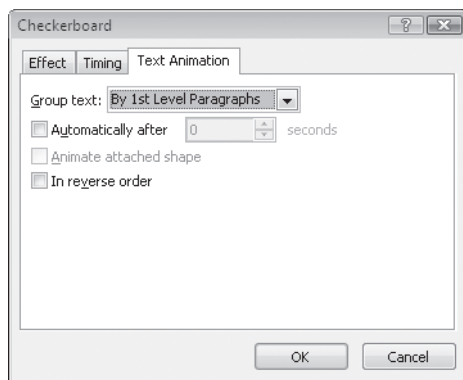 Checkerboard
Effect Timing Text Animation
Group text: By 1st Level Paragraphs
Automatically after 0 seconds
Animate attached shape
In reverse order
OK Cancel